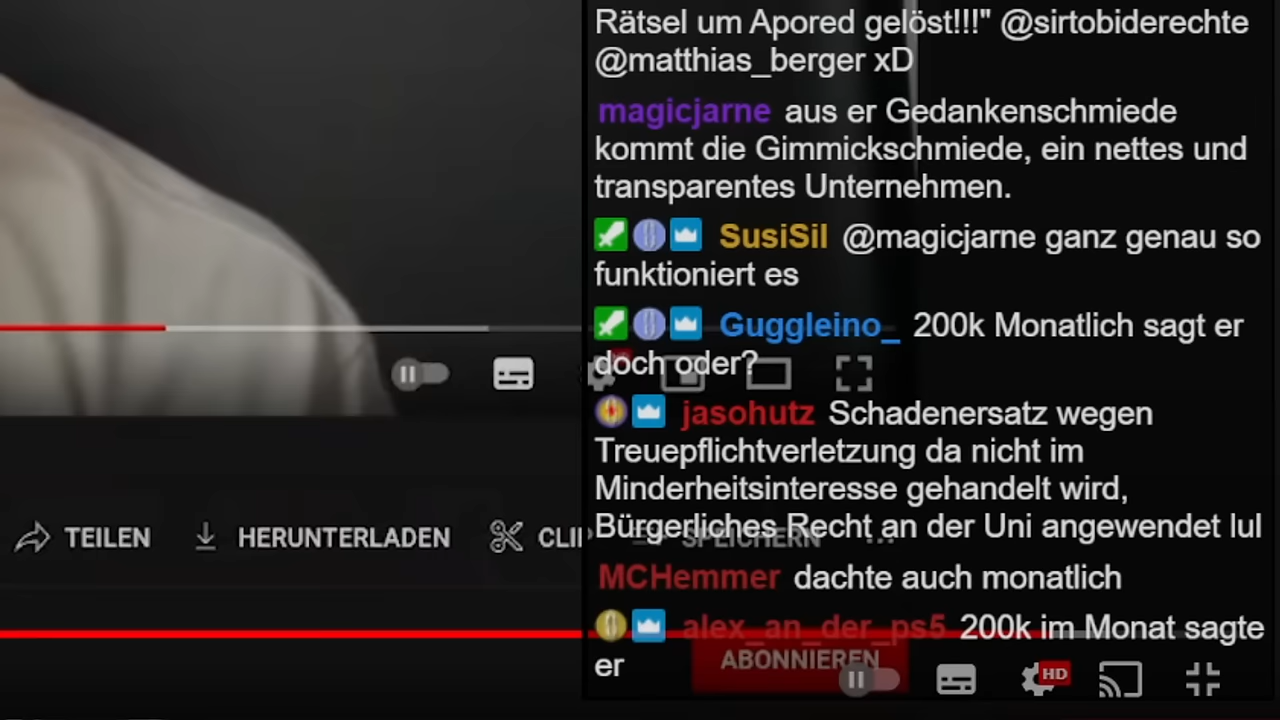 Rätsel um Apored gelöst!!!" @sirtobiderechte
@matthias_berger xD
magicjarne aus er Gedankenschmiede
kommt die Gimmickschmiede, ein nettes und
transparentes Unternehmen.
SusiSil @magicjarne ganz genau so
funktioniert es
Guggleino_ 200k Monatlich sagt er
doch oder?
jasohutz Schadenersatz wegen
Treuepflichtverletzung da nicht im
Minderheitsinteresse gehandelt wird,
Bürgerliches Recht an der Uni angewendet lul
TEILEN HERUNTERLADEN CLIP SPEICHERN ...
MCHemmer dachte auch monatlich
alex_an_der_ps5 200k im Monat sagte
er
ABONNIEREN
HD